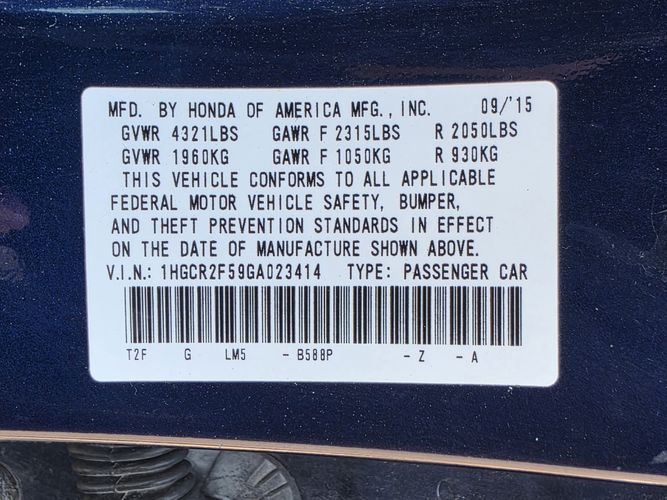 MFD. BY HONDA OF AMERICA MFG., INC. 09/'15
GVWR 4321LBS GAWR F 2315LBS R 2050LBS
GVWR 1960KG GAWR F 1050KG R 930KG
THIS VEHICLE CONFORMS TO ALL APPLICABLE
FEDERAL MOTOR VEHICLE SAFETY, BUMPER,
AND THEFT PREVENTION STANDARDS IN EFFECT
ON THE DATE OF MANUFACTURE SHOWN ABOVE.
V.I.N.: 1HGCR2F59GA023414 TYPE: PASSENGER CAR
T2F G LM5 - B588P - Z - A